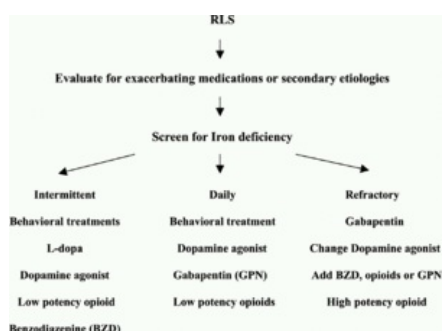 RLS
Evaluate for exacerbating medications or secondary etiologies
Screen for Iron deficiency
Intermittent Daily Refractory
Behavioral treatments Behavioral treatment Gabapentin
L-dopa Dopamine agonist Change Dopamine agonist
Dopamine agonist Gabapentin (GPN) Add BZD, opioids or GPN
Low potency opioid Low potency opioids High potency opioid
Benzodiazepine (BZD)